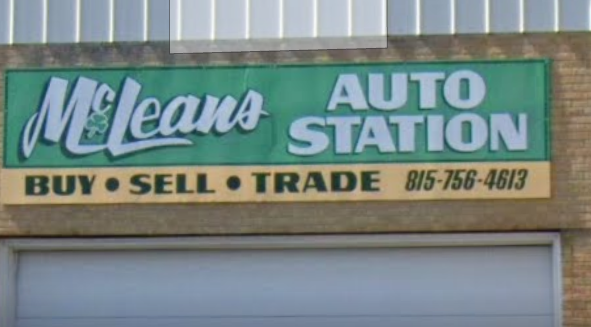 McLeans AUTO
STATION
BUY • SELL • TRADE 815-756-4613